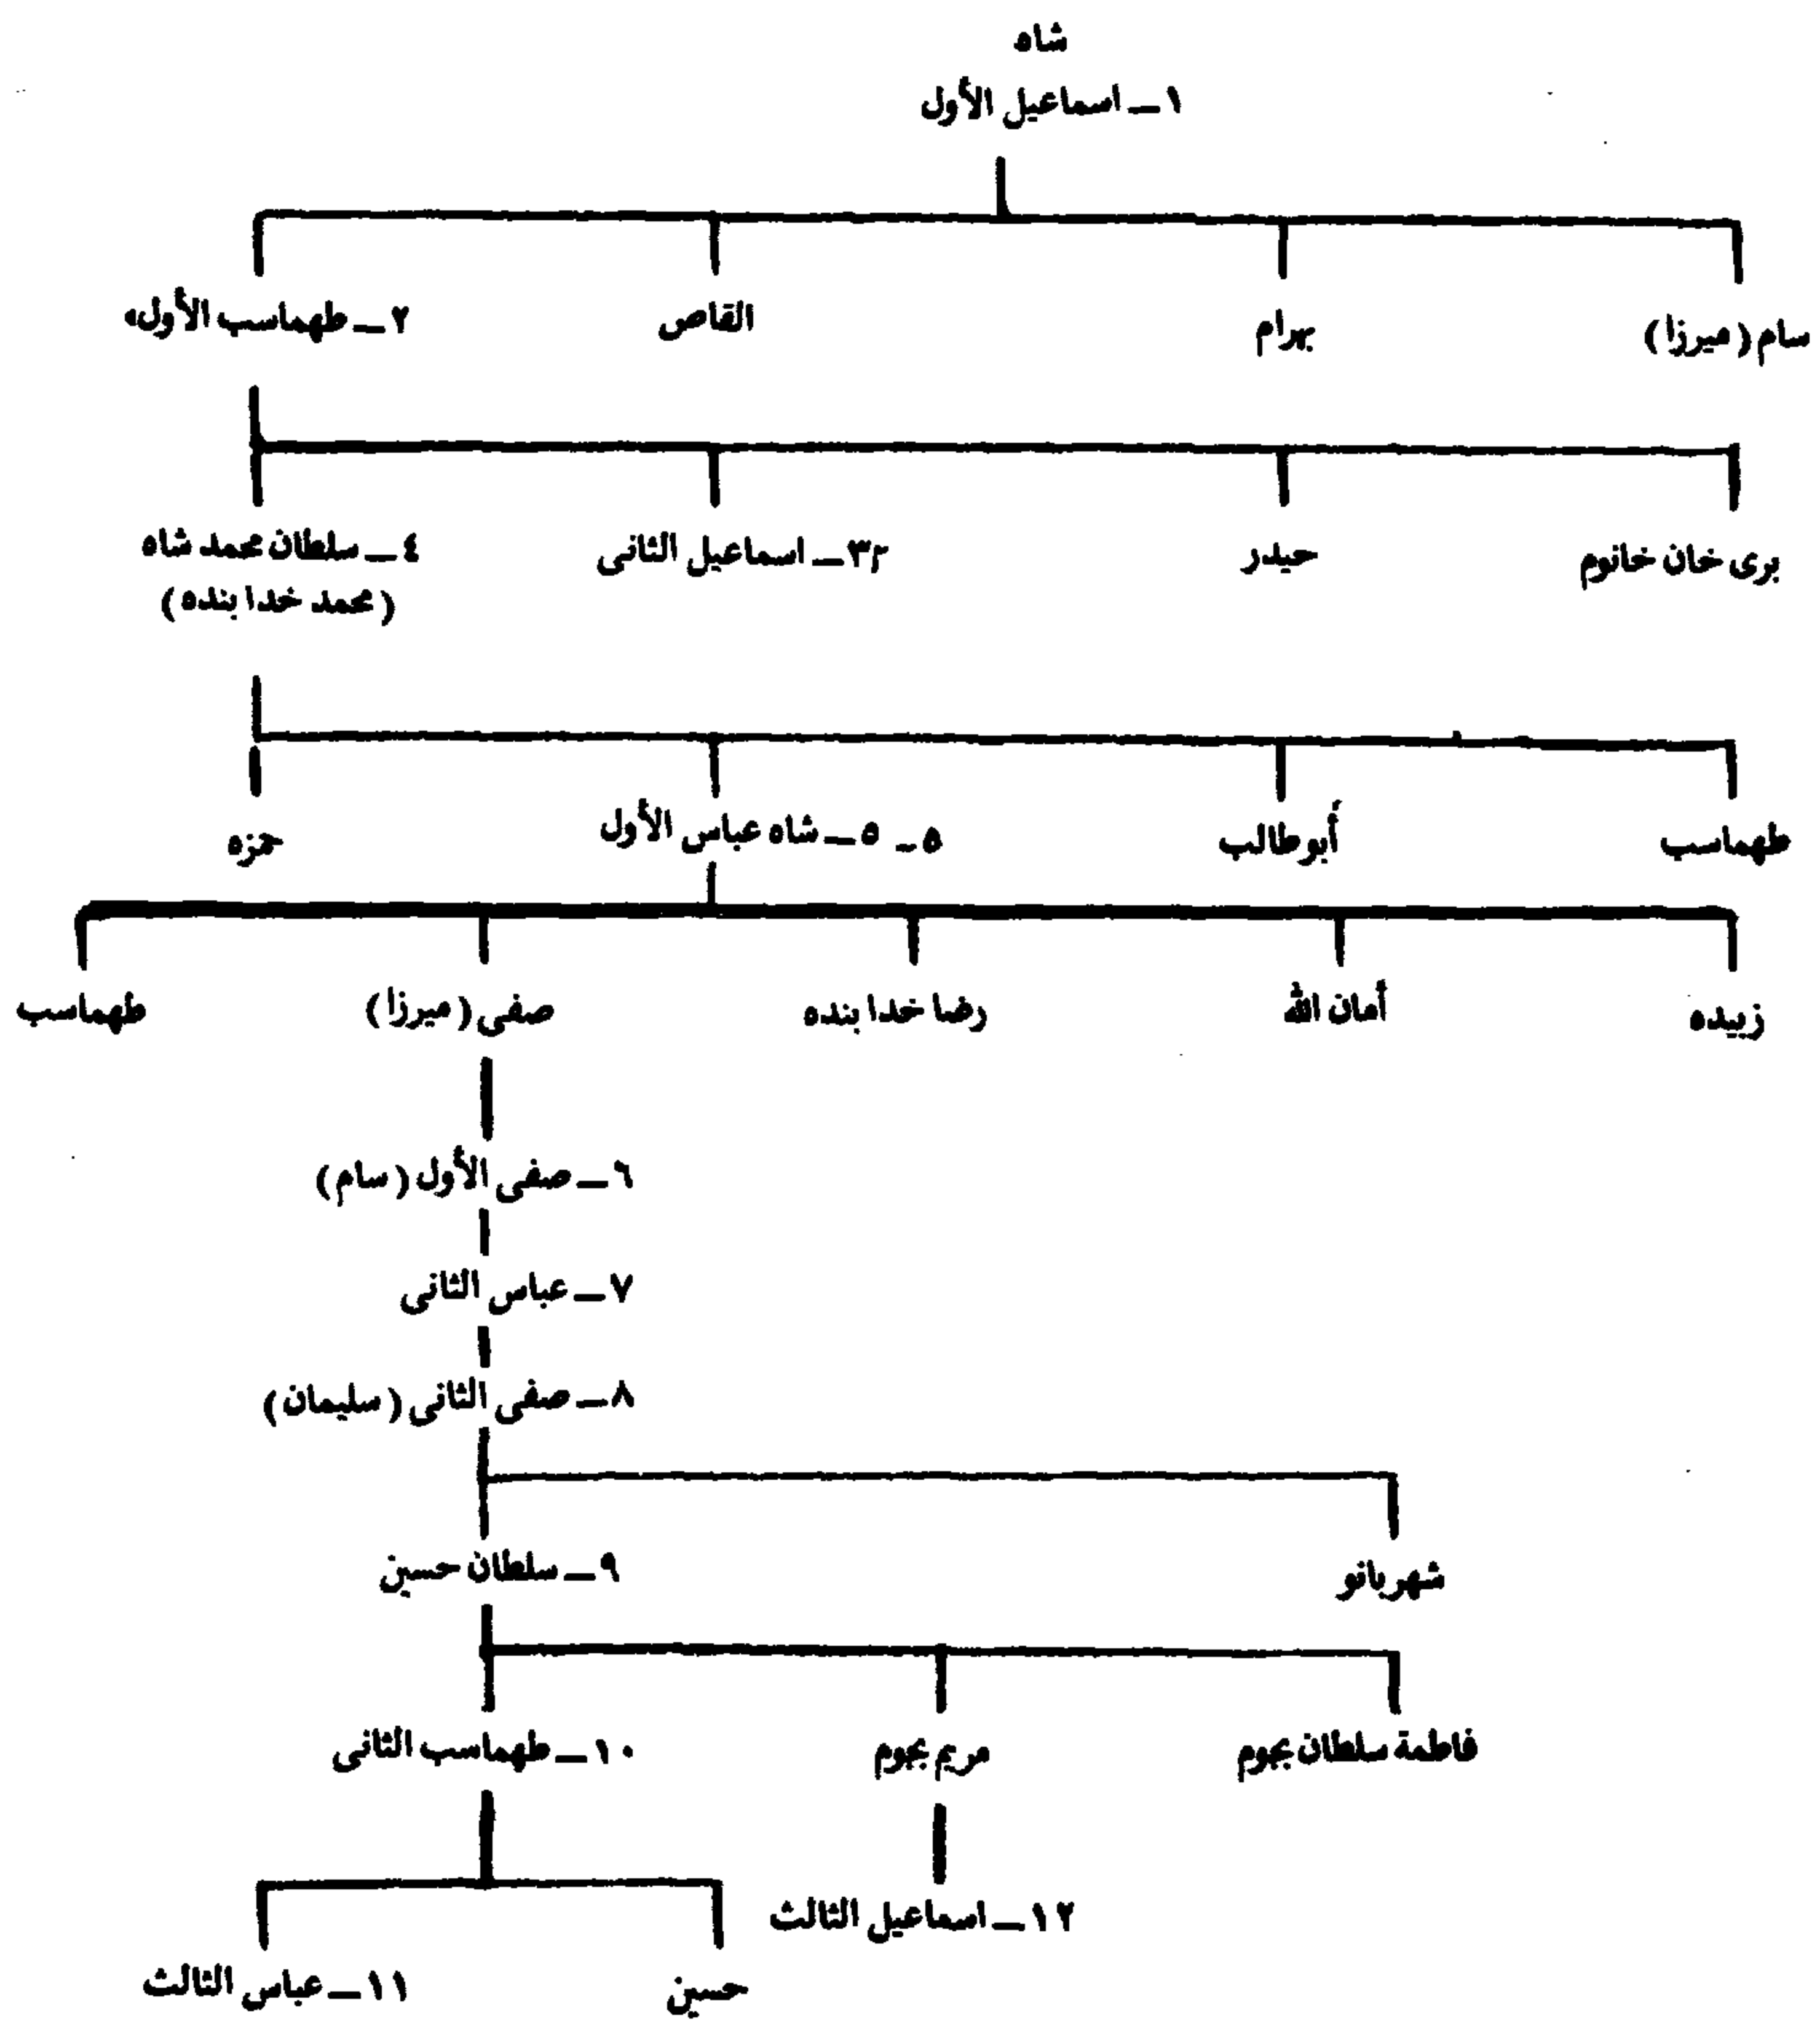 شاه
١ ـ اسماعيل الأول
سام (ميرزا)
بهرام
القاص
٢ ـ طهماسب الأول
برى خان خانوم
حيدر
٣ ـ اسماعيل الثانى
٤ ـ سلطان محمد شاه
(محمد خدا بنده)
طهماسب
أبو طالب
٥ ـ ٥ ـ شاه عباس الأول
حمزه
زبيده
أمان الله
رضا خدا بنده
صفى (ميرزا)
طهماسب
٦ ـ صفى الأول (سام)
٧ ـ عباس الثانى
٨ ـ صفى الثانى (سليمان)
شهربانو
٩ ـ سلطان حسين
فاطمة سلطان بجوم
مريم بجوم
١٠ ـ طهماسب الثانى
١٢ ـ اسماعيل الثالث
حسين
١١ ـ عباس الثالث